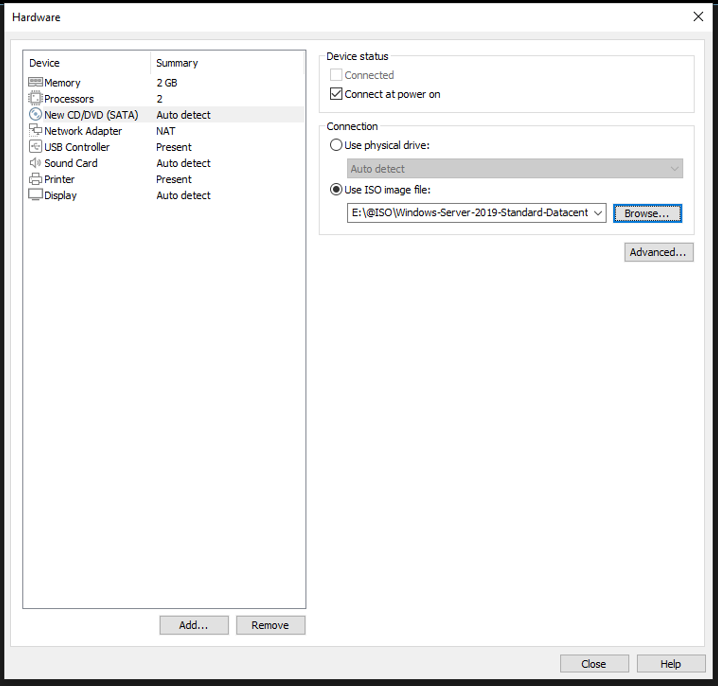 Hardware
Device Summary
Memory 2 GB
Processors 2
New CD/DVD (SATA) Auto detect
Network Adapter NAT
USB Controller Present
Sound Card Auto detect
Printer Present
Display Auto detect
Add... Remove
Device status
Connected
Connect at power on
Connection
Use physical drive:
Auto detect
Use ISO image file:
E:\@ISO\Windows-Server-2019-Standard-Datacent Browse...
Advanced...
Close Help